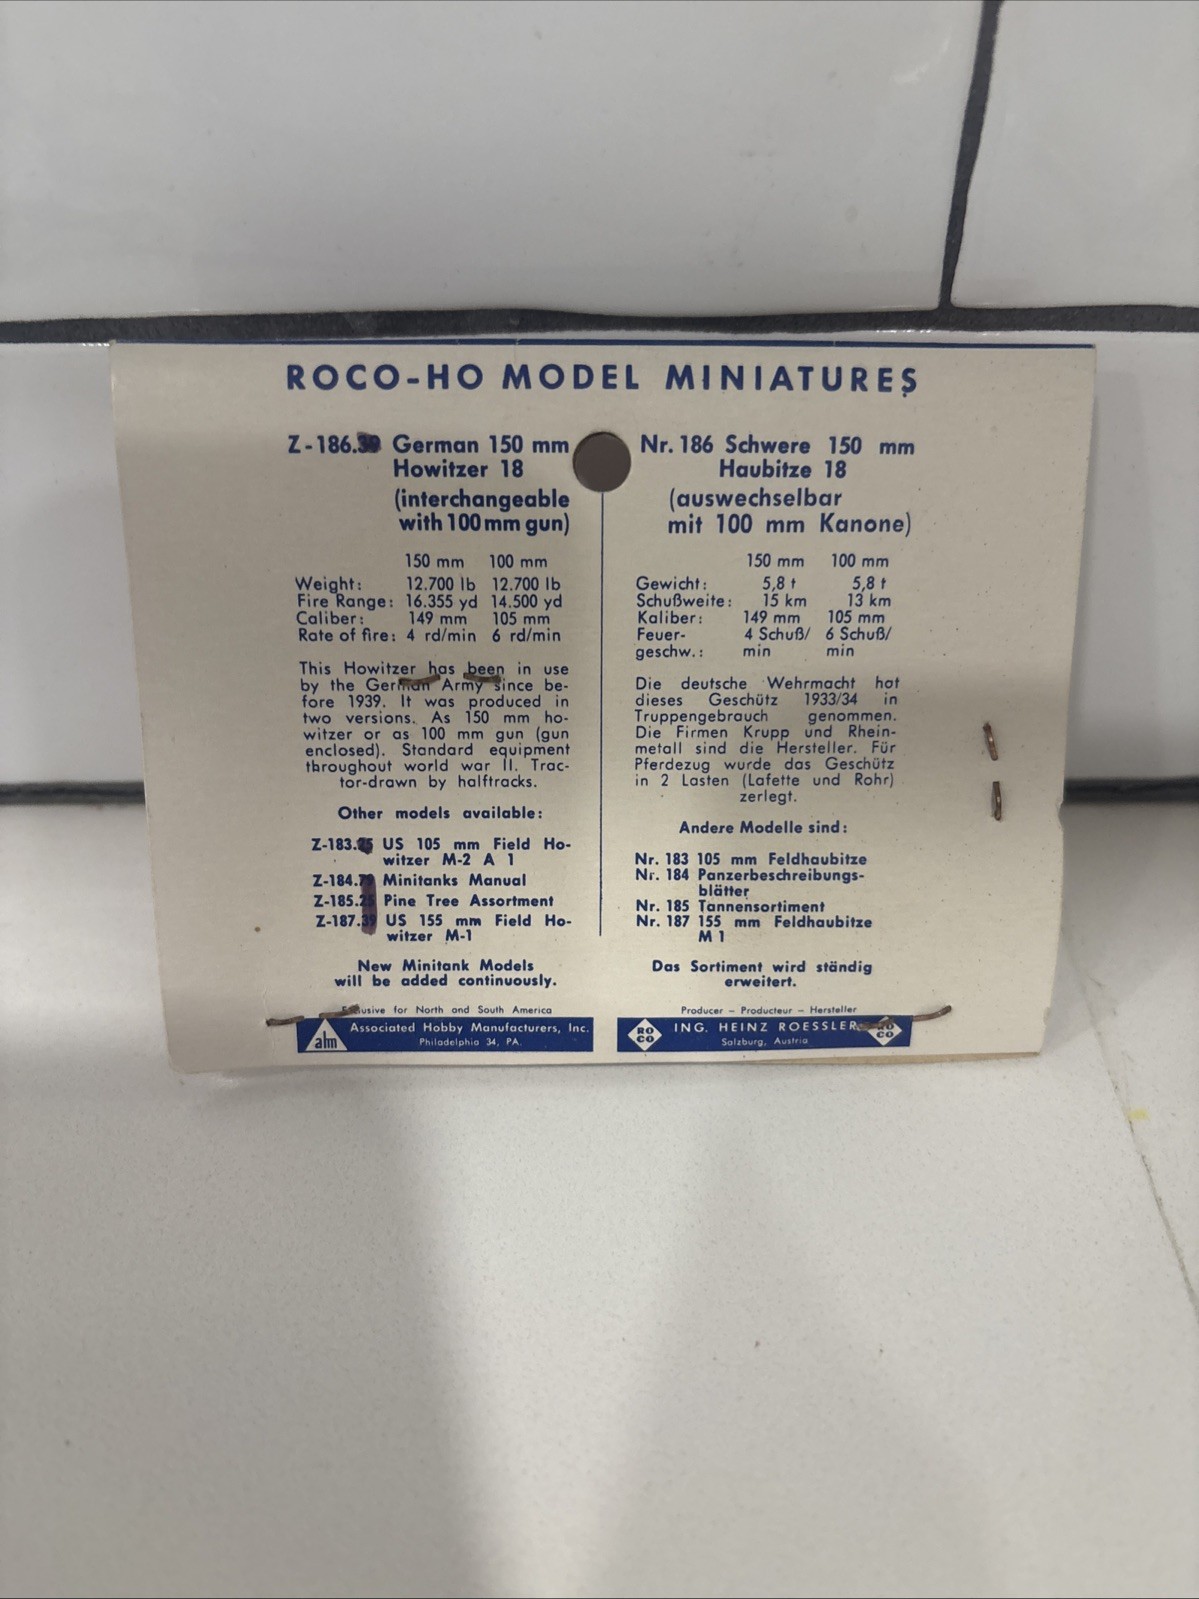 ROCO-HO MODEL MINIATURES
Z-186.39 German 150 mm
Howitzer 18
(interchangeable
with 100 mm gun)
150 mm 100 mm
Weight: 12.700 lb 12.700 lb
Fire Range: 16.355 yd 14.500 yd
Caliber: 149 mm 105 mm
Rate of fire: 4 rd/min 6 rd/min
This Howitzer has been in use
by the German Army since be-
fore 1939. It was produced in
two versions. As 150 mm ho-
witzer or as 100 mm gun (gun
enclosed). Standard equipment
throughout world war II. Trac-
tor-drawn by halftracks.
Other models available:
Z-183.25 US 105 mm Field Ho-
witzer M-2 A 1
Z-184.79 Minitanks Manual
Z-185.25 Pine Tree Assortment
Z-187.39 US 155 mm Field Ho-
witzer M-1
New Minitank Models
will be added continuously.
Exclusive for North and South America
ahm Associated Hobby Manufacturers, Inc.
Philadelphia 34, PA.
Nr. 186 Schwere 150 mm
Haubitze 18
(auswechselbar
mit 100 mm Kanone)
150 mm 100 mm
Gewicht: 5,8 t 5,8 t
Schußweite: 15 km 13 km
Kaliber: 149 mm 105 mm
Feuer- 4 Schuß/ 6 Schuß/
geschw.: min min
Die deutsche Wehrmacht hat
dieses Geschütz 1933/34 in
Truppengebrauch genommen.
Die Firmen Krupp und Rhein-
metall sind die Hersteller. Für
Pferdezug wurde das Geschütz
in 2 Lasten (Lafette und Rohr)
zerlegt.
Andere Modelle sind:
Nr. 183 105 mm Feldhaubitze
Nr. 184 Panzerbeschreibungs-
blätter
Nr. 185 Tannensortiment
Nr. 187 155 mm Feldhaubitze
M 1
Das Sortiment wird ständig
erweitert.
Producer – Producteur – Hersteller
ROCO ING. HEINZ ROESSLER ROCO
Salzburg, Austria